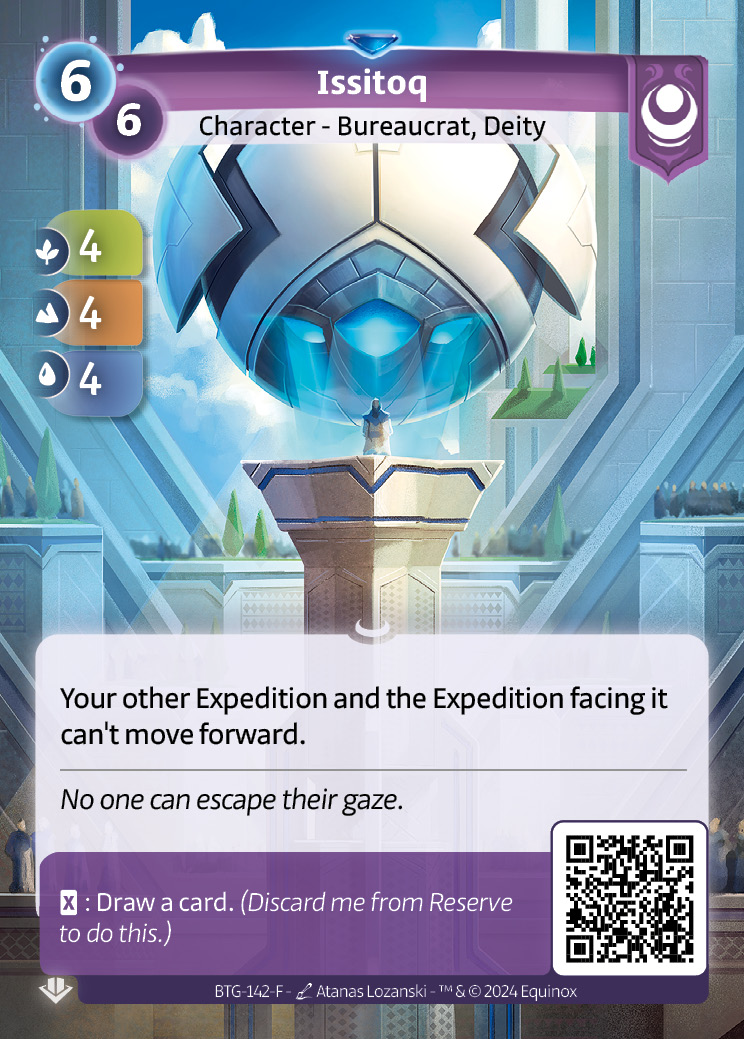 6
Issitoq
6
Character - Bureaucrat, Deity
4
4
4
Your other Expedition and the Expedition facing it
can't move forward.
No one can escape their gaze.
X : Draw a card. (Discard me from Reserve
to do this.)
BTG-142-F - Atanas Lozanski - ™ & © 2024 Equinox